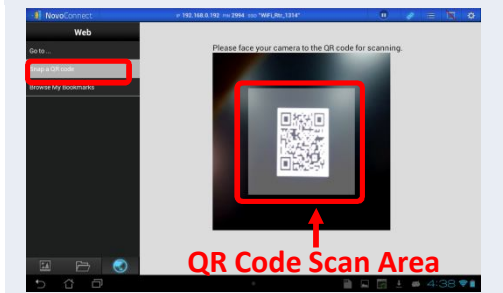 NovoConnect
IP 192.168.0.192 PIN 2994 SSID "WiFi_Rtc_1314"
Web
Go to ...
Snap a QR code
Browse My Bookmarks
Please face your camera to the QR code for scanning.
QR Code Scan Area
4:38